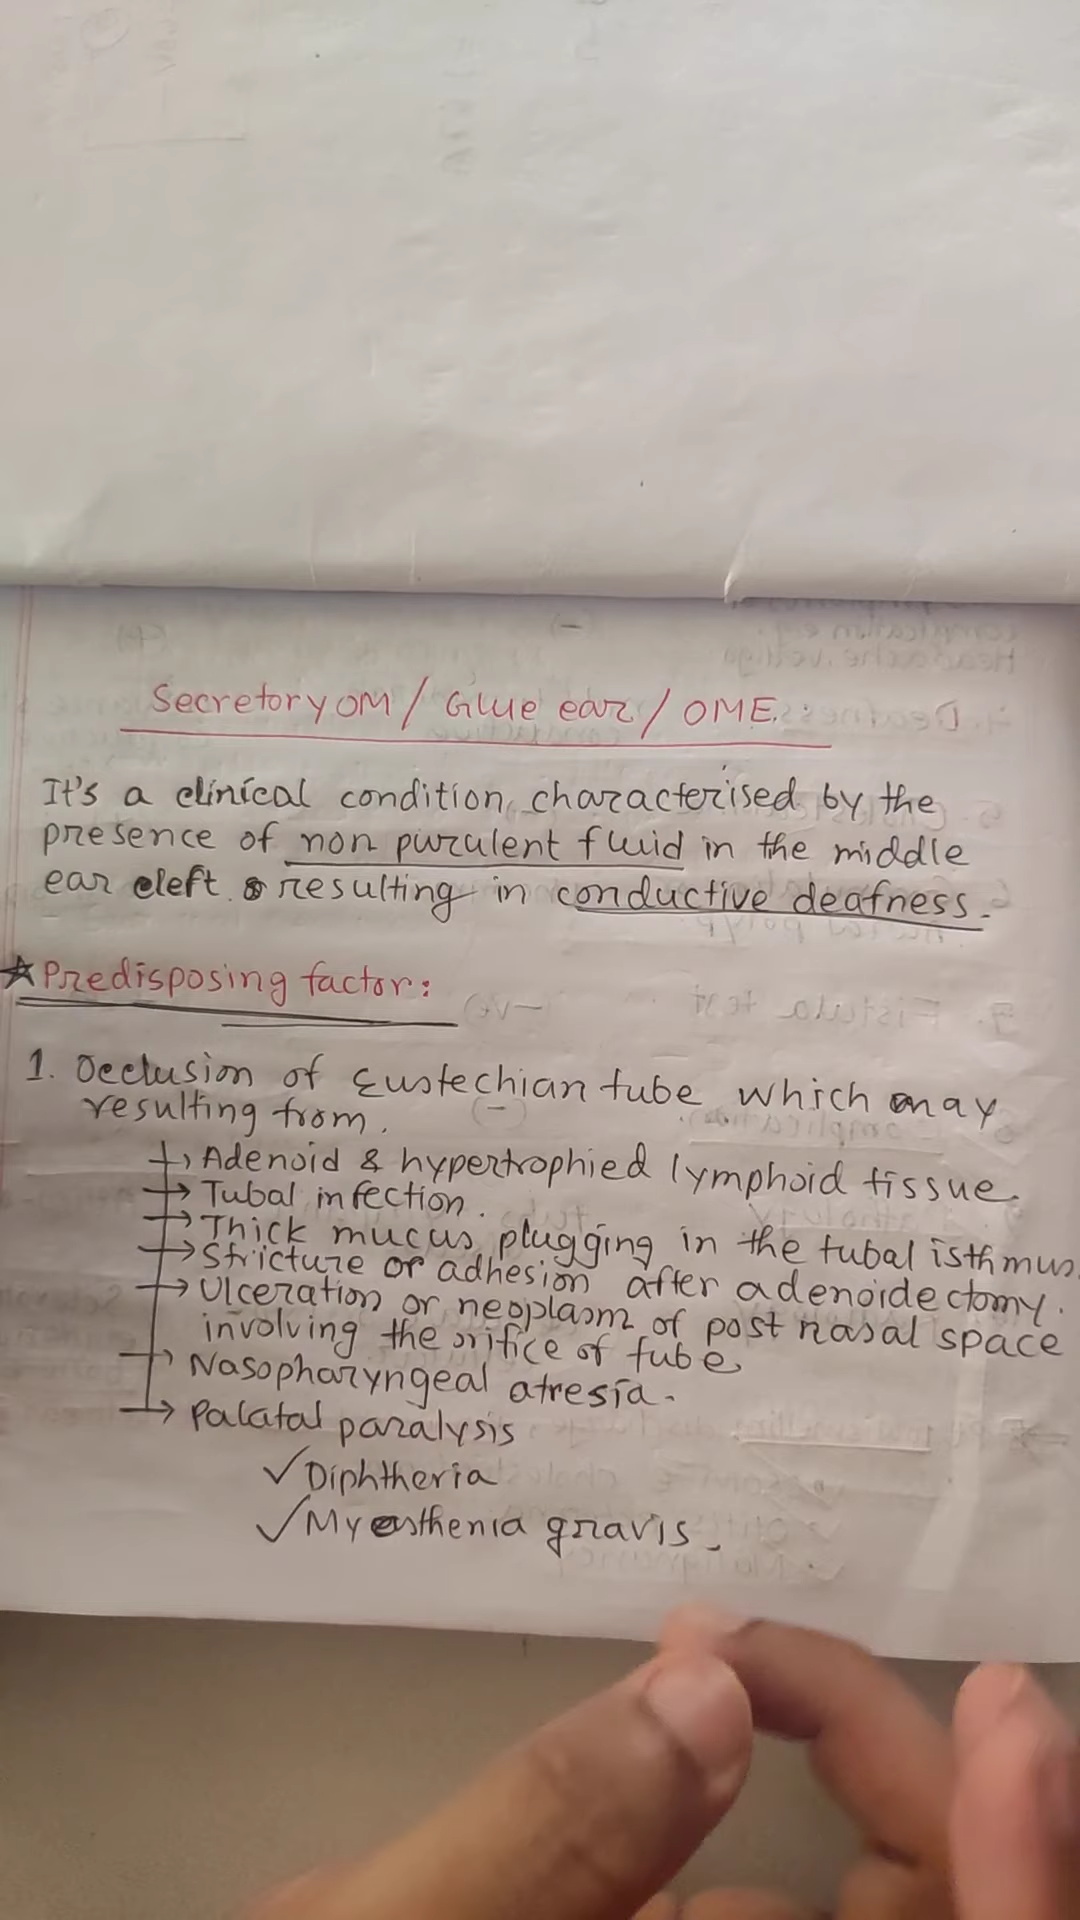 Secretory OM / Glue ear / OME.
It's a clinical condition, characterised by the
presence of non purulent fluid in the middle
ear cleft resulting in conductive deafness.
★ Predisposing factor:
1. Occlusion of Eustechian tube which may
resulting from.
→ Adenoid & hypertrophied lymphoid tissue.
→ Tubal infection.
→ Thick mucus plugging in the tubal isthmus.
→ Stricture or adhesion after adenoidectomy.
→ Ulceration or neoplasm of post nasal space
involving the orifice of tube
→ Nasopharyngeal atresia.
→ Palatal paralysis
✓ Diphtheria
✓ Myasthenia gravis.